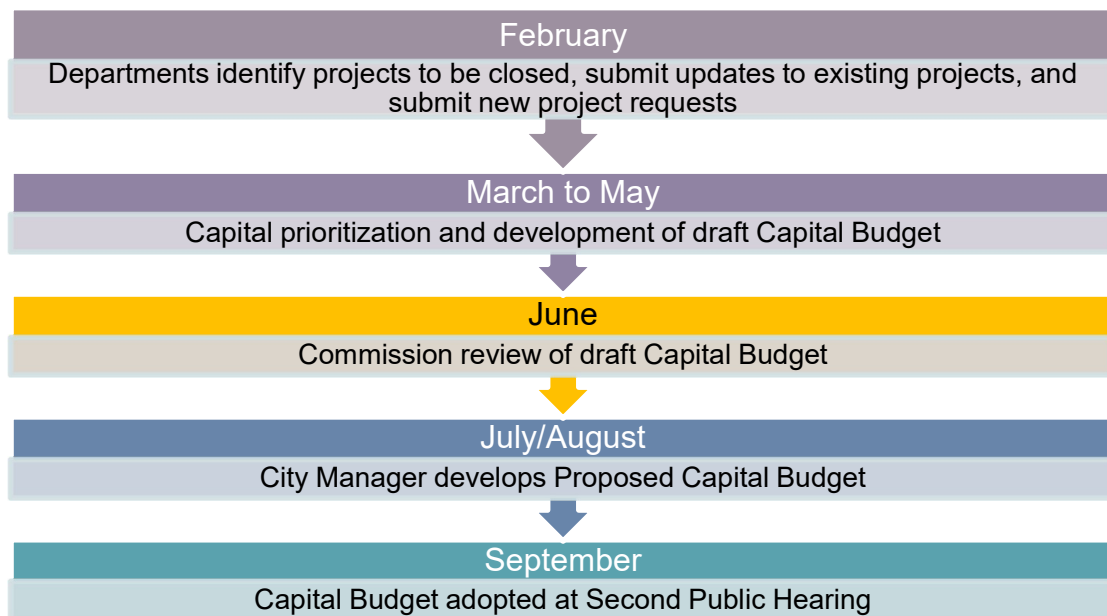 February
Departments identify projects to be closed, submit updates to existing projects, and
submit new project requests
March to May
Capital prioritization and development of draft Capital Budget
June
Commission review of draft Capital Budget
July/August
City Manager develops Proposed Capital Budget
September
Capital Budget adopted at Second Public Hearing